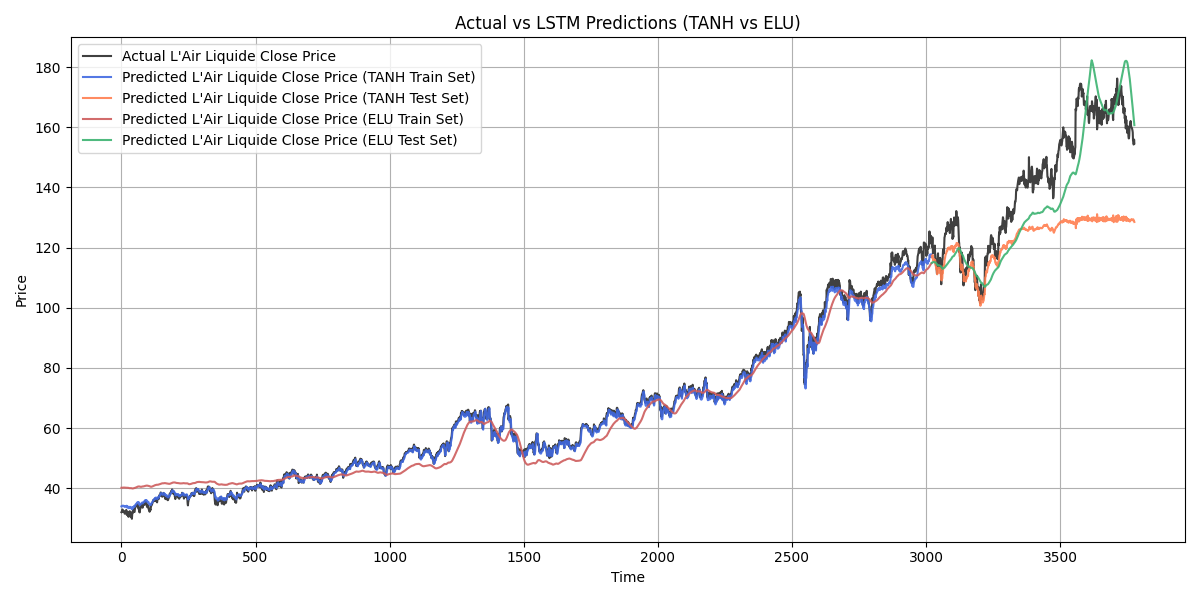 Actual vs LSTM Predictions (TANH vs ELU)
Actual L'Air Liquide Close Price
Predicted L'Air Liquide Close Price (TANH Train Set)
Predicted L'Air Liquide Close Price (TANH Test Set)
Predicted L'Air Liquide Close Price (ELU Train Set)
Predicted L'Air Liquide Close Price (ELU Test Set)
Price
180
160
140
120
100
80
60
40
0 500 1000 1500 2000 2500 3000 3500
Time